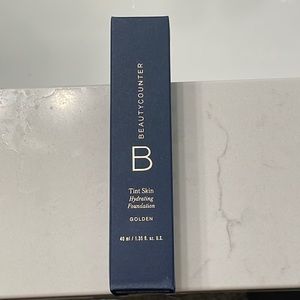 BEAUTYCOUNTER
B
Tint Skin
Hydrating
Foundation
GOLDEN
40 ml / 1.35 fl. oz. U.S.